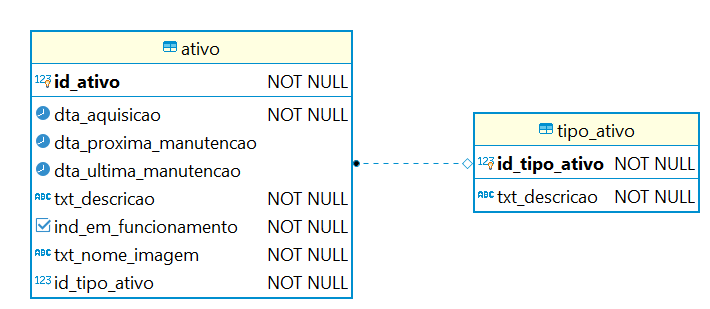 ativo
123 id_ativo NOT NULL
dta_aquisicao NOT NULL
dta_proxima_manutencao
dta_ultima_manutencao
ABC txt_descricao NOT NULL
ind_em_funcionamento NOT NULL
ABC txt_nome_imagem NOT NULL
123 id_tipo_ativo NOT NULL
tipo_ativo
123 id_tipo_ativo NOT NULL
ABC txt_descricao NOT NULL